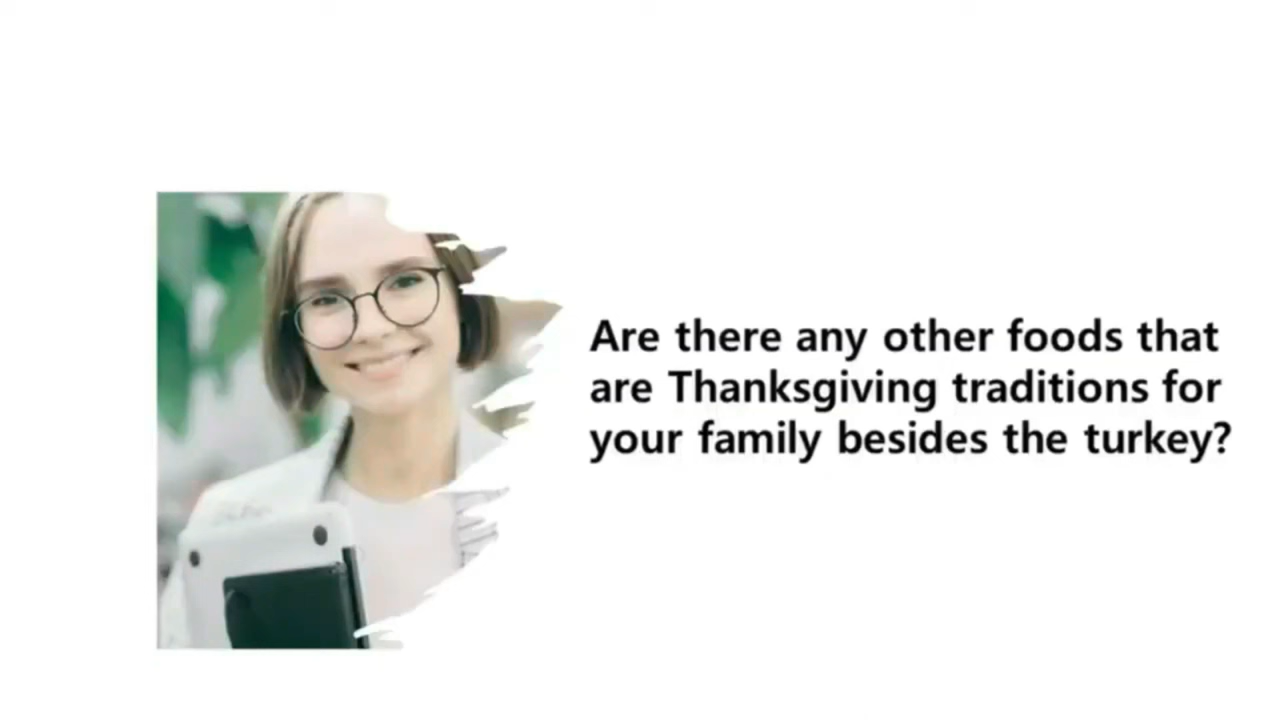 Are there any other foods that
are Thanksgiving traditions for
your family besides the turkey?